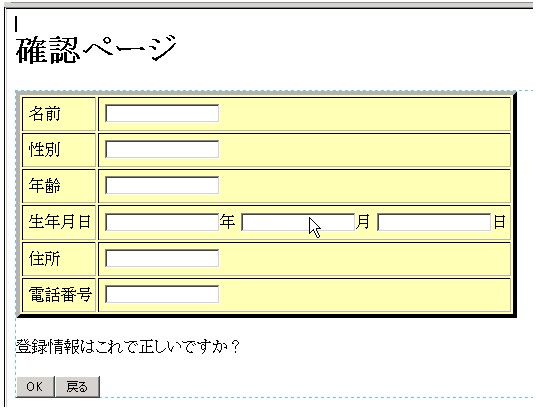 確認ページ
名前
性別
年齢
生年月日 年 月 日
住所
電話番号
登録情報はこれで正しいですか？
OK 戻る